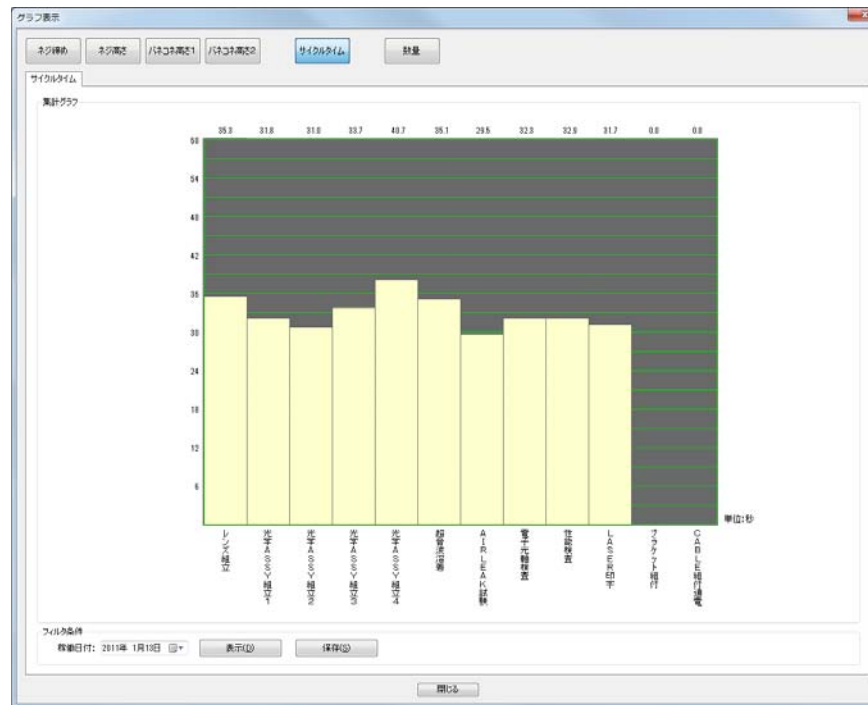 グラフ表示
ネジ締め ネジ高さ バネコネ高さ1 バネコネ高さ2 サイクルタイム 数量
サイクルタイム
集計グラフ
35.3 31.8 31.0 33.7 40.7 35.1 29.5 32.3 32.9 31.7 0.0 0.0
54
48
42
36
30
24
18
12
6
単位:秒
レンズ組立
光学ASSY組立1
光学ASSY組立2
光学ASSY組立3
光学ASSY組立4
超音波溶着
AIRLEAK試験
電子光軸検査
性能検査
LASER印字
ブラケット組付
CABLE組付通電
フィルタ条件
稼働日付: 2011年 1月13日 表示(D) 保存(S)
閉じる